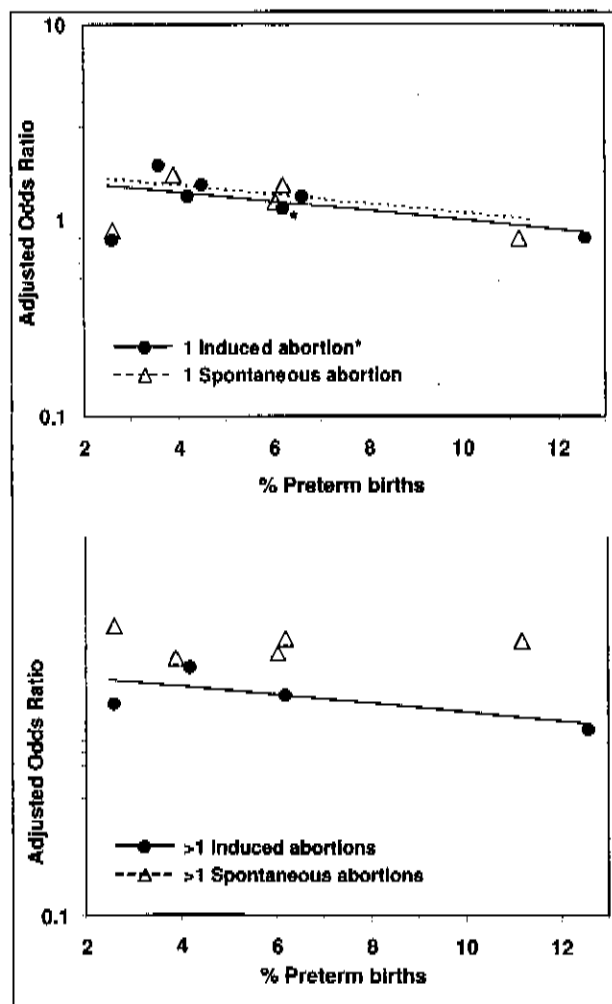 10
Adjusted Odds Ratio
1
*
1 Induced abortion*
1 Spontaneous abortion
0.1
2 4 6 8 10 12
% Preterm births
Adjusted Odds Ratio
>1 Induced abortions
>1 Spontaneous abortions
0.1
2 4 6 8 10 12
% Preterm births